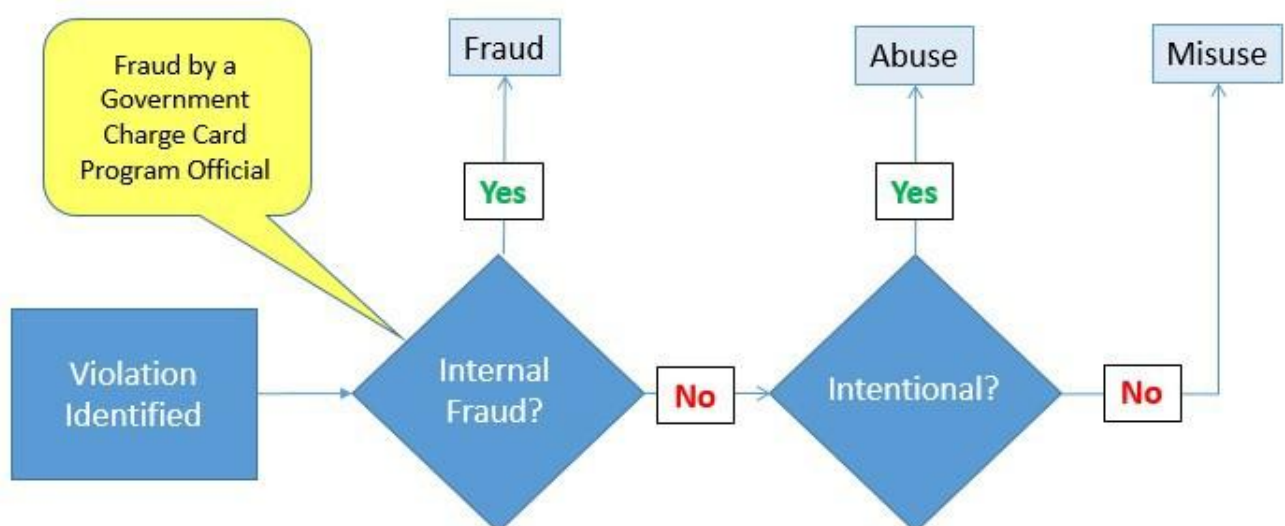 Fraud by a
Government
Charge Card
Program Official
Fraud
Abuse
Misuse
Yes
Yes
Violation
Identified
Internal
Fraud?
No
Intentional?
No